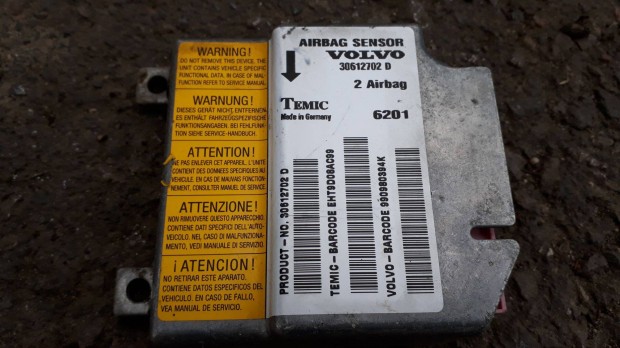 WARNING!
DO NOT REMOVE THIS DEVICE, THE
UNIT CONTAINS VEHICLE SPECIFIC
FUNCTIONAL DATA. IN CASE OF MAL-
FUNCTION REFER TO SERVICE MANUAL.
WARNUNG!
DIESES GERÄT NICHT ENTFERNEN
ES ENTHÄLT FAHRZEUGSPEZIFISCHE
FUNKTIONSANGABEN. BEI FEHLFUNK-
TION SIEHE SERVICE-HANDBUCH.
ATTENTION!
NE PAS ENLEVER CET APPAREIL. L'UNITE
CONTIENT DES DONNEES SPECIFIQUES AU
VEHICULE. EN CAS DE MAUVAIS FONCTION-
NEMENT, CONSULTER MANUEL DE SERVICE.
ATTENZIONE!
NON RIMUOVERE QUESTO APPARECCHIO.
CONTIENE DATI SPECIFICI DELL'AUTO-
VEICOLO. NEL CASO DI MALFUNZIONA-
MENTO, VEDI MANUALE DI SERVIZIO.
¡ATENCION!
NO RETIRAR ESTE APARATO.
CONTIENE DATOS ESPECIFICOS DEL
VEHICULO. EN CASO DE FALLO,
VEA MANUAL DE SERVICIO.
AIRBAG SENSOR
VOLVO
30612702 D
2 Airbag
TEMIC
Made in Germany
6201
PRODUCT-NO. 30612702 D
TEMIC-BARCODE EHT9D08AC99
VOLVO-BARCODE 990980394K